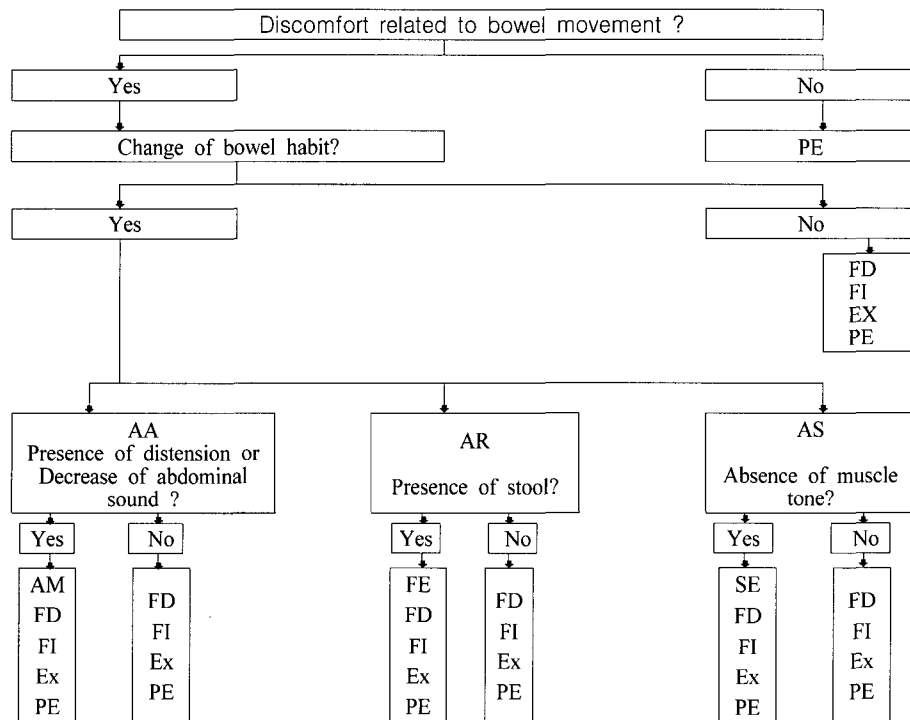 Discomfort related to bowel movement ?
Yes
No
Change of bowel habit?
PE
Yes
No
FD
FI
EX
PE
AA
Presence of distension or
Decrease of abdominal
sound ?
AR
Presence of stool?
AS
Absence of muscle
tone?
Yes
No
Yes
No
Yes
No
AM
FD
FI
Ex
PE
FD
FI
Ex
PE
FE
FD
FI
Ex
PE
FD
FI
Ex
PE
SE
FD
FI
Ex
PE
FD
FI
Ex
PE